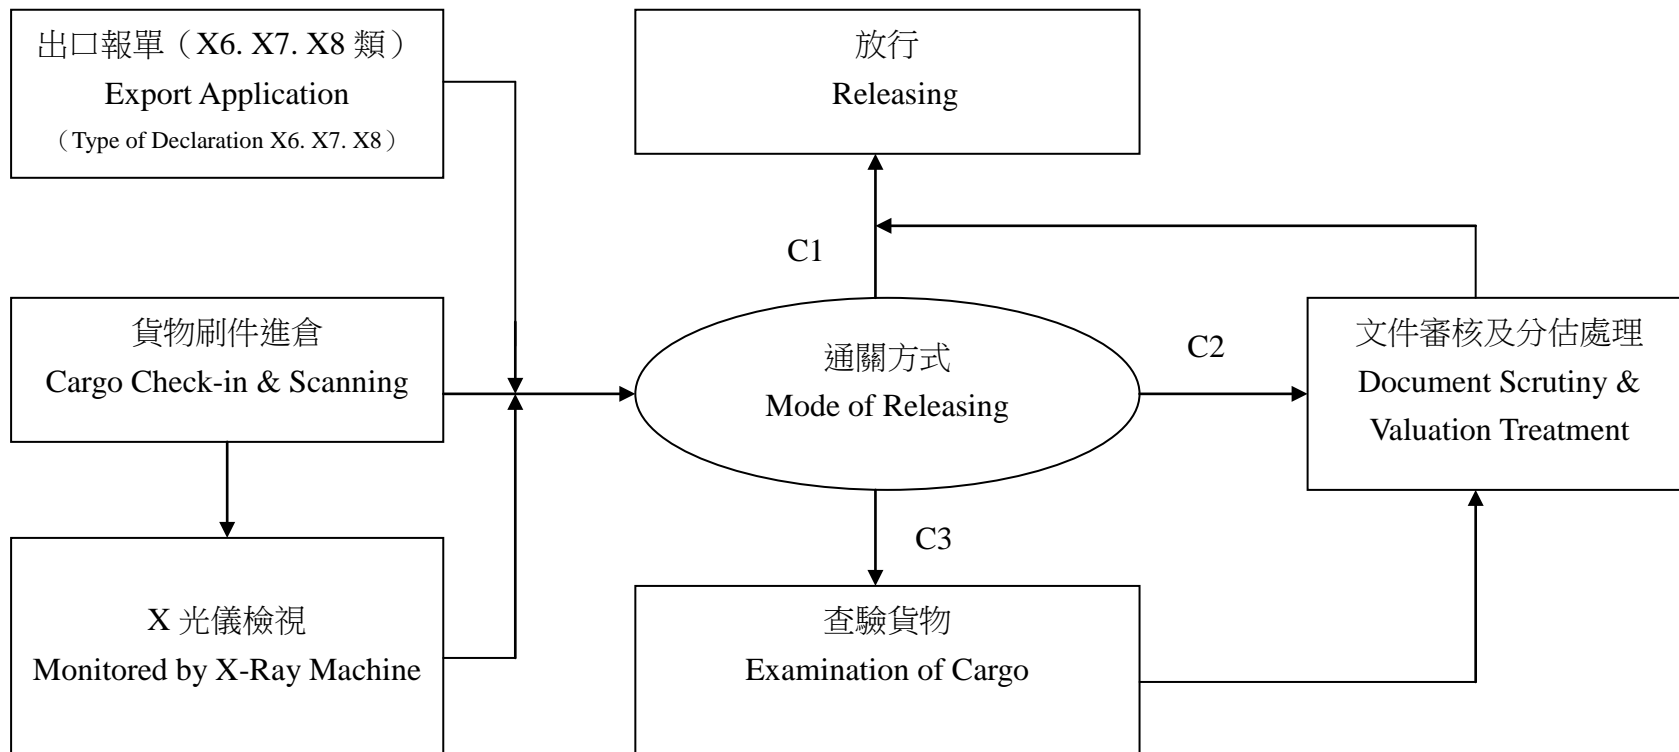 出口報單（X6. X7. X8 類）
Export Application
（Type of Declaration X6. X7. X8）
放行
Releasing
C1
貨物刷件進倉
Cargo Check-in & Scanning
通關方式
Mode of Releasing
C2
文件審核及分估處理
Document Scrutiny &
Valuation Treatment
C3
X 光儀檢視
Monitored by X-Ray Machine
查驗貨物
Examination of Cargo